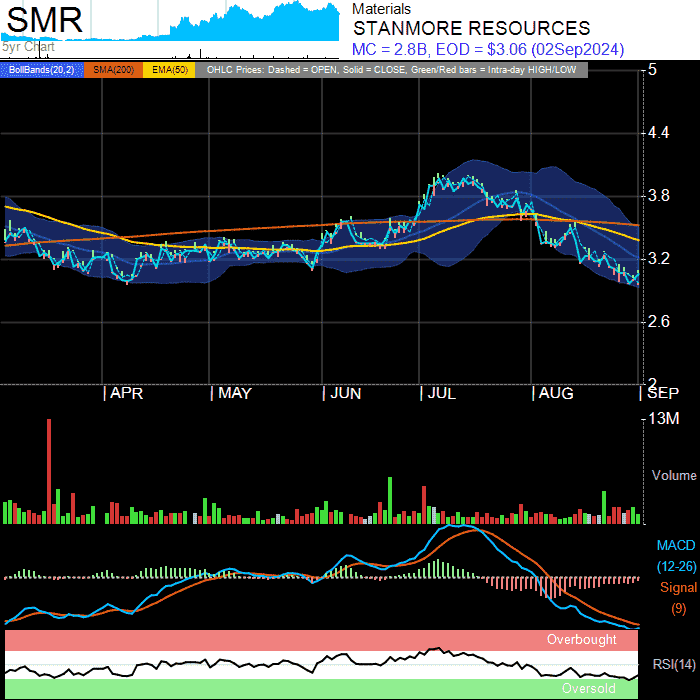 SMR
5yr Chart
Materials
STANMORE RESOURCES
MC = 2.8B, EOD = $3.06 (02Sep2024)
BollBands(20,2) SMA(200) EMA(50) OHLC Prices: Dashed = OPEN, Solid = CLOSE, Green/Red bars = Intra-day HIGH/LOW
5
4.4
3.8
3.2
2.6
2
APR MAY JUN JUL AUG SEP
13M
Volume
MACD
(12-26)
Signal
(9)
Overbought
RSI(14)
Oversold